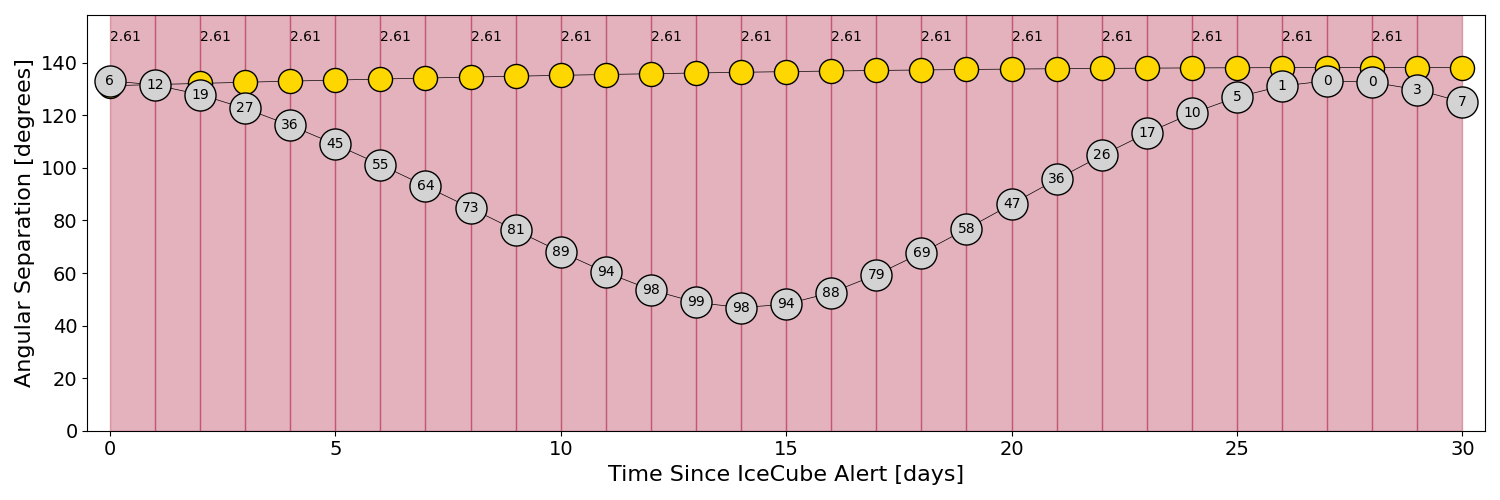 2.61 2.61 2.61 2.61 2.61 2.61 2.61 2.61 2.61 2.61 2.61 2.61 2.61 2.61 2.61
140
120
100
80
60
40
20
0
Angular Separation [degrees]
6 12 19 27 36 45 55 64 73 81 89 94 98 99 98 94 88 79 69 58 47 36 26 17 10 5 1 0 0 3 7
0 5 10 15 20 25 30
Time Since IceCube Alert [days]